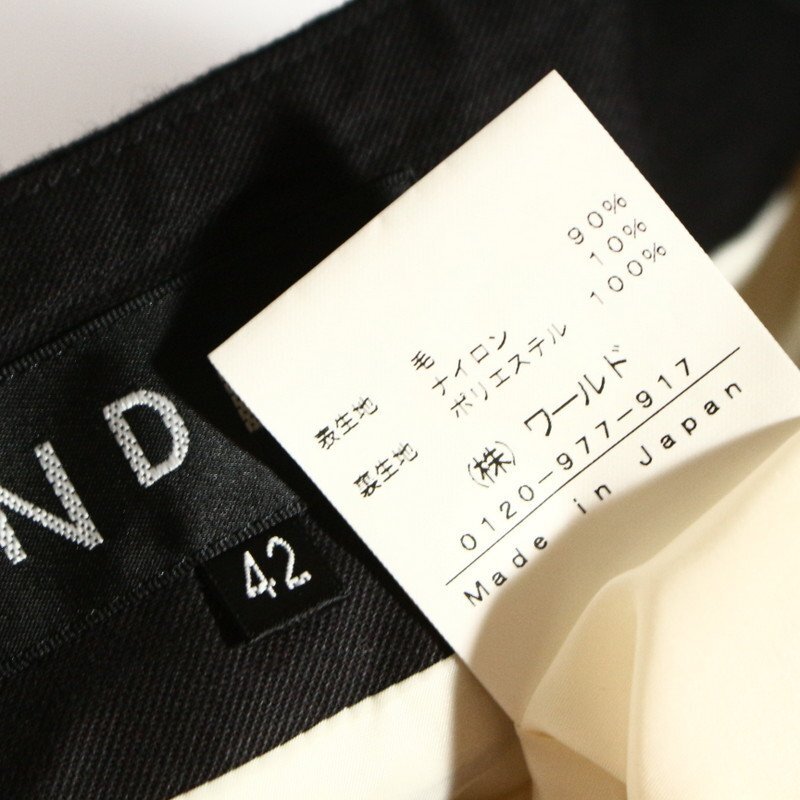 ND
42
表生地 毛 90%
ナイロン 10%
裏生地 ポリエステル 100%
(株) ワールド
0120-977-917
Made in Japan